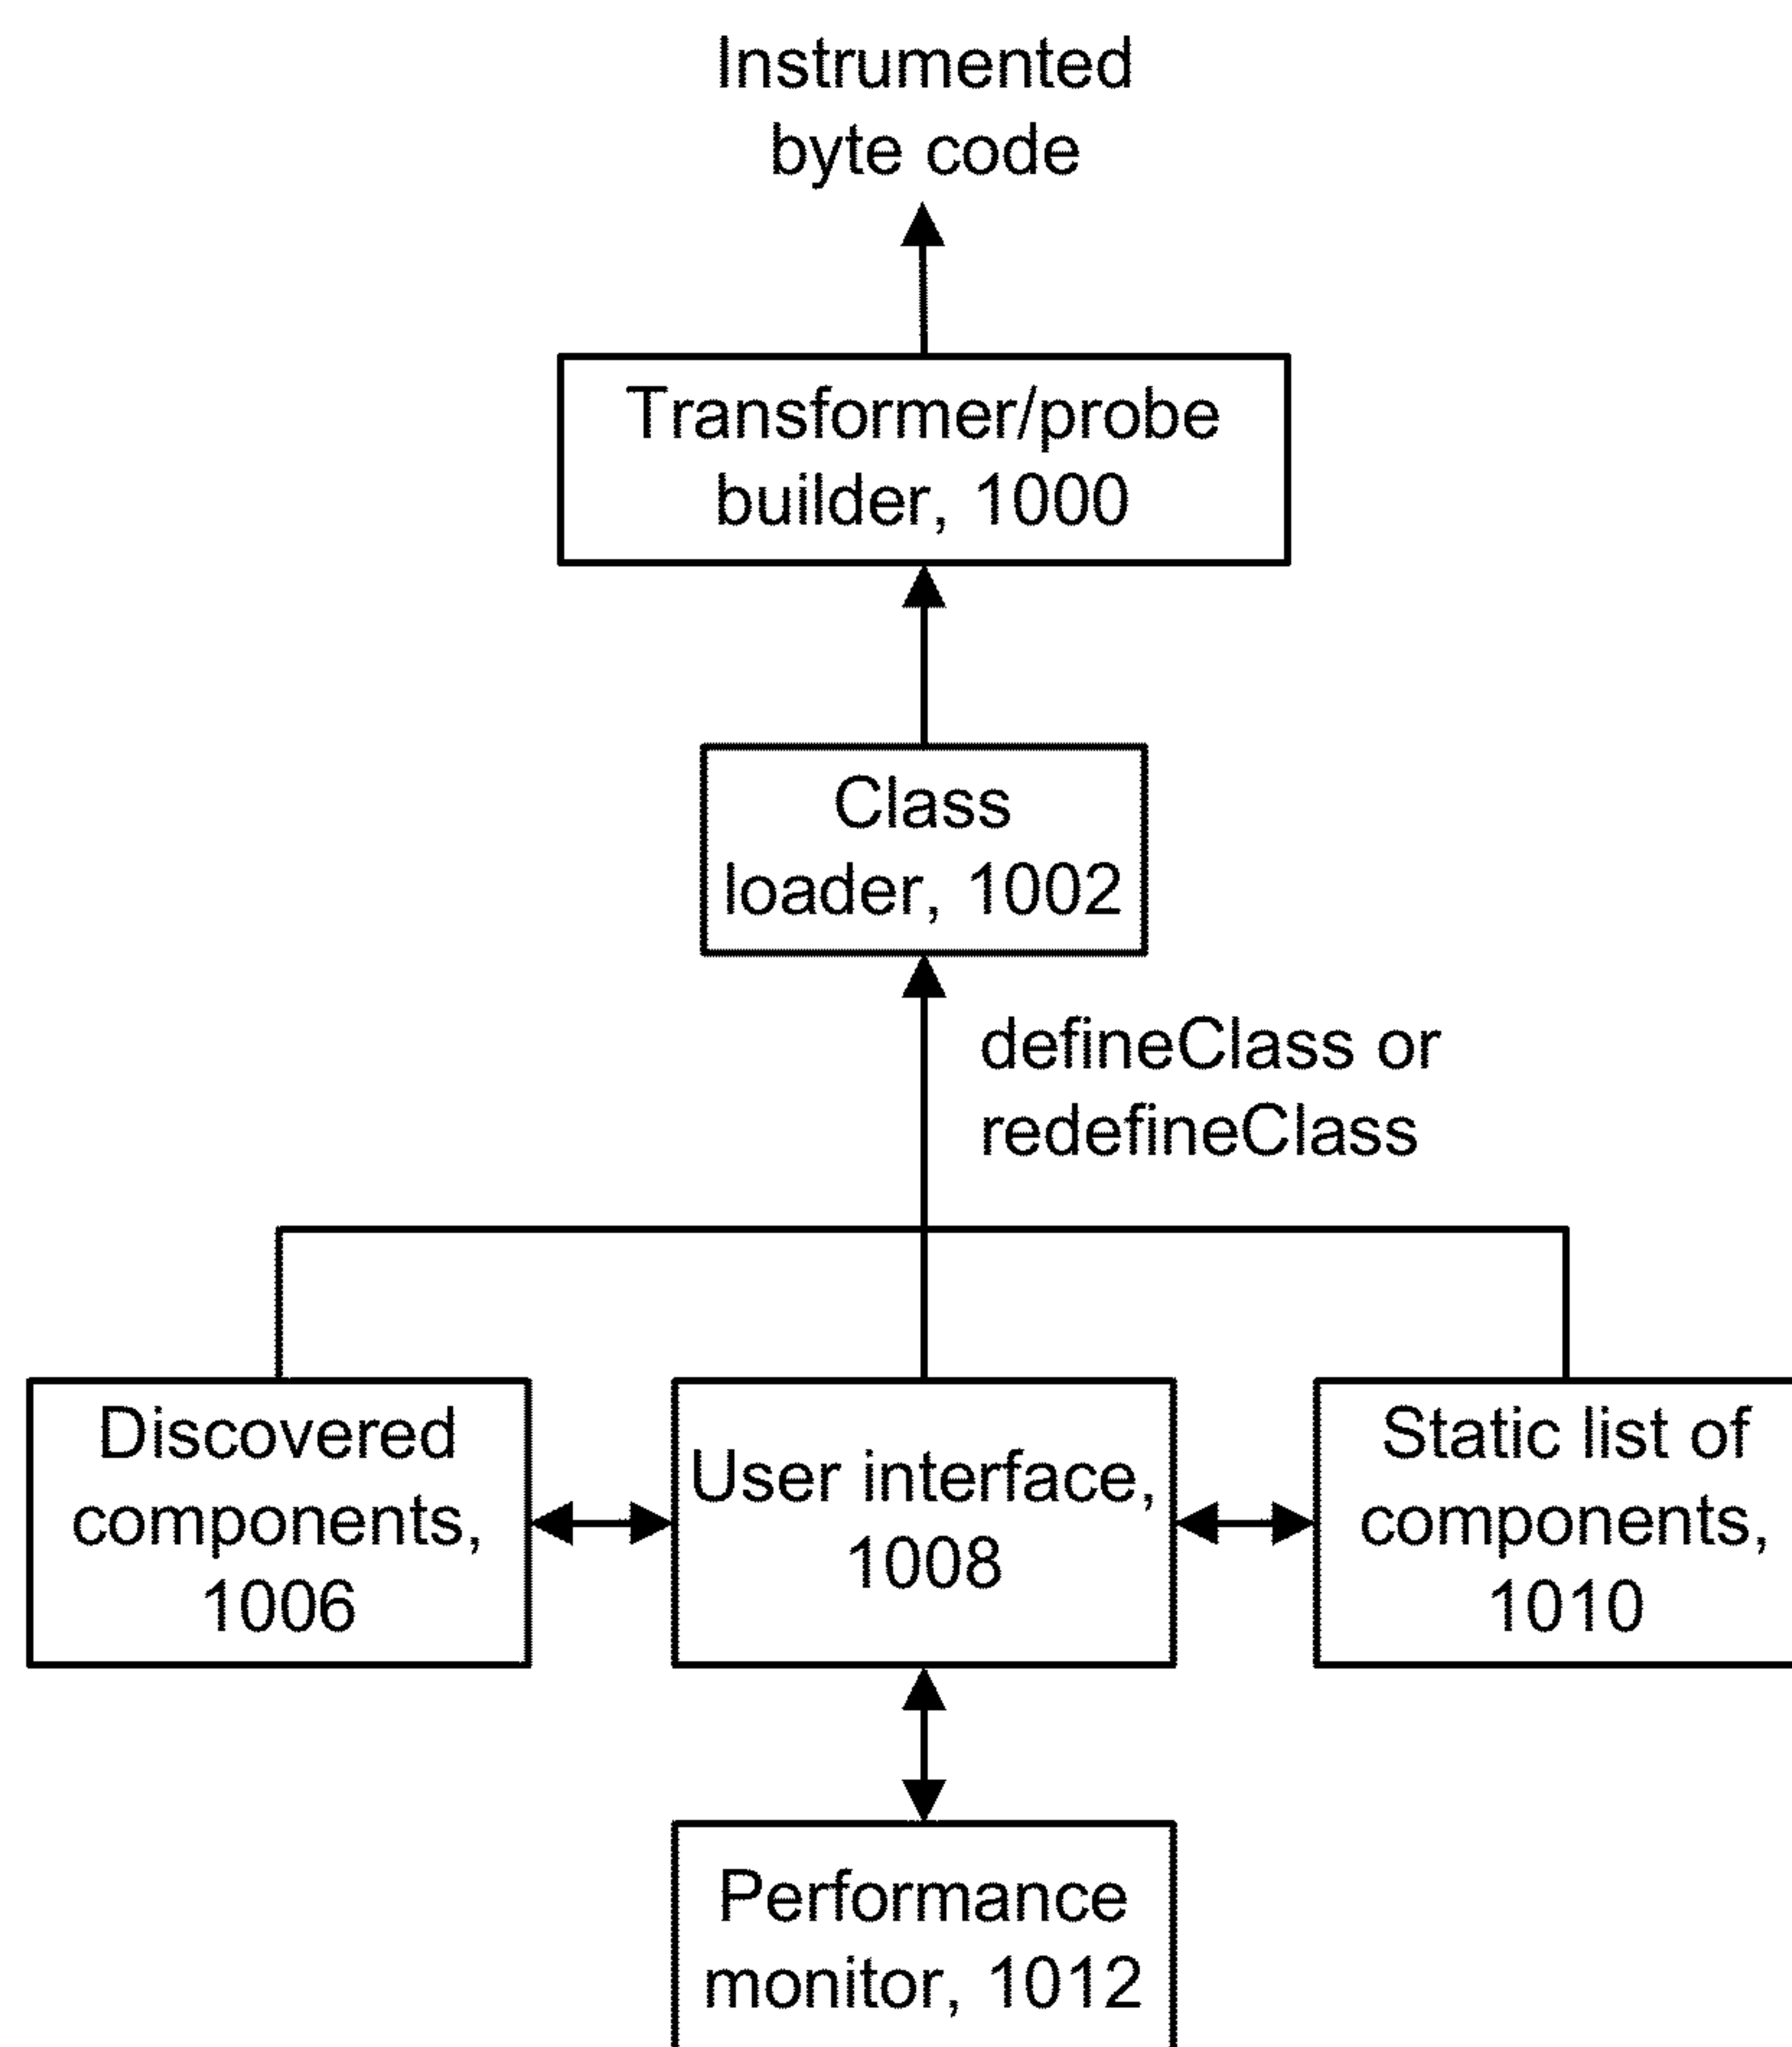 Instrumented
byte code
Transformer/probe
builder, 1000
Class
loader, 1002
defineClass or
redefineClass
Discovered
components,
1006
User interface,
1008
Static list of
components,
1010
Performance
monitor, 1012